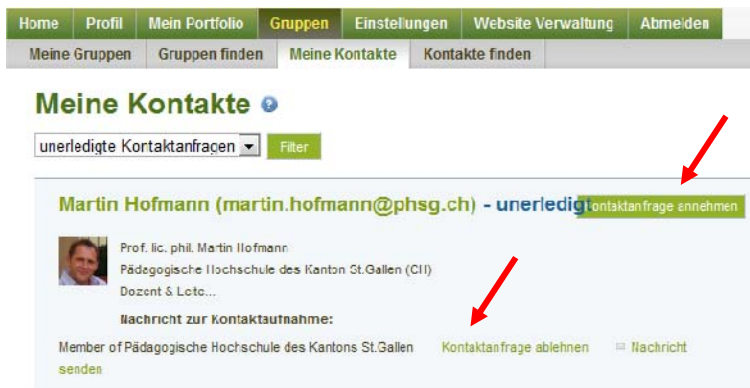 Home Profil Mein Portfolio Gruppen Einstellungen Website Verwaltung Abmelden
Meine Gruppen Gruppen finden Meine Kontakte Kontakte finden
Meine Kontakte
unerledigte Kontaktanfragen Filter
Martin Hofmann (martin.hofmann@phsg.ch) - unerledigt ontaktanfrage annehmen
Prof. lic. phil. Martin Hofmann
Pädagogische Hochschule des Kanton St.Gallen (CH)
Dozent & Leite...
Nachricht zur Kontaktaufnahme:
Member of Pädagogische Hochschule des Kantons St.Gallen Kontaktanfrage ablehnen Nachricht
senden